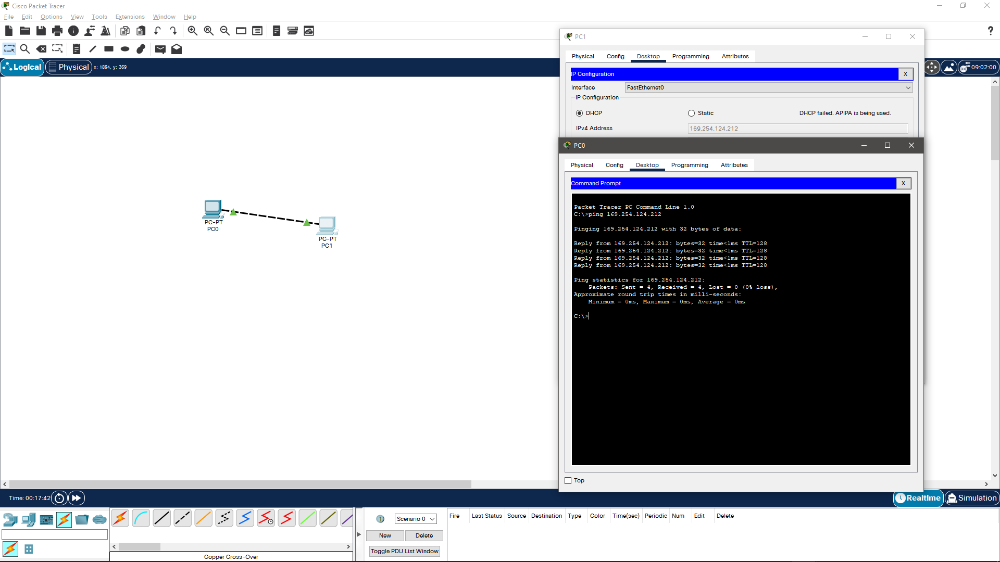 Cisco Packet Tracer
File Edit Options View Tools Extensions Window Help
Logical Physical x: 1894, y: 369
09:02:00
PC1
Physical Config Desktop Programming Attributes
IP Configuration X
Interface FastEthernet0
IP Configuration
DHCP Static DHCP failed. APIPA is being used.
IPv4 Address 169.254.124.212
PC0
Physical Config Desktop Programming Attributes
Command Prompt X
Packet Tracer PC Command Line 1.0
C:\>ping 169.254.124.212
Pinging 169.254.124.212 with 32 bytes of data:
Reply from 169.254.124.212: bytes=32 time<1ms TTL=128
Reply from 169.254.124.212: bytes=32 time<1ms TTL=128
Reply from 169.254.124.212: bytes=32 time<1ms TTL=128
Reply from 169.254.124.212: bytes=32 time<1ms TTL=128
Ping statistics for 169.254.124.212:
Packets: Sent = 4, Received = 4, Lost = 0 (0% loss),
Approximate round trip times in milli-seconds:
Minimum = 0ms, Maximum = 0ms, Average = 0ms
C:\>
Top
PC-PT
PC0
PC-PT
PC1
Time: 00:17:42
Realtime Simulation
Scenario 0
New Delete
Toggle PDU List Window
Fire Last Status Source Destination Type Color Time(sec) Periodic Num Edit Delete
Copper Cross-Over